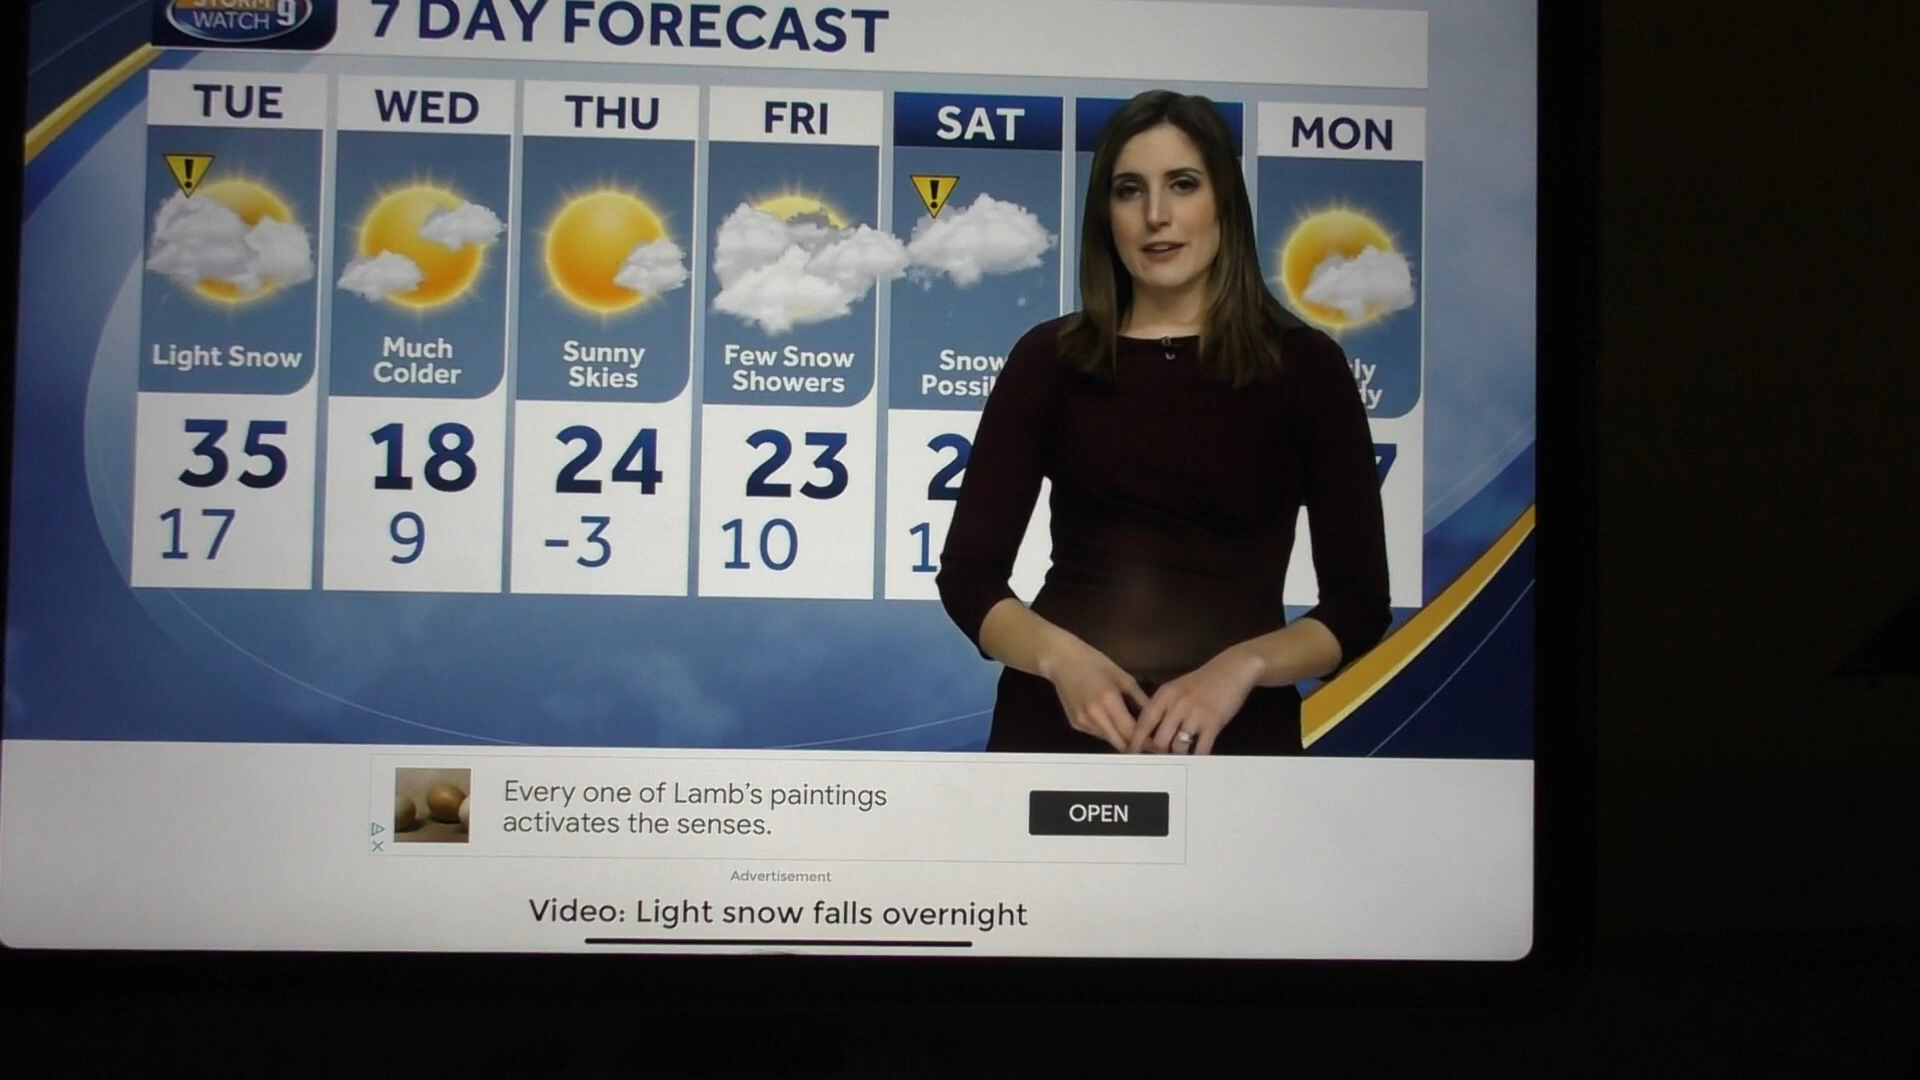 STORM
WATCH 9
7 DAY FORECAST
TUE
WED
THU
FRI
SAT
MON
Light Snow
Much
Colder
Sunny
Skies
Few Snow
Showers
Snow
35
18
24
23
17
9
-3
10
Every one of Lamb's paintings
activates the senses.
OPEN
Advertisement
Video: Light snow falls overnight